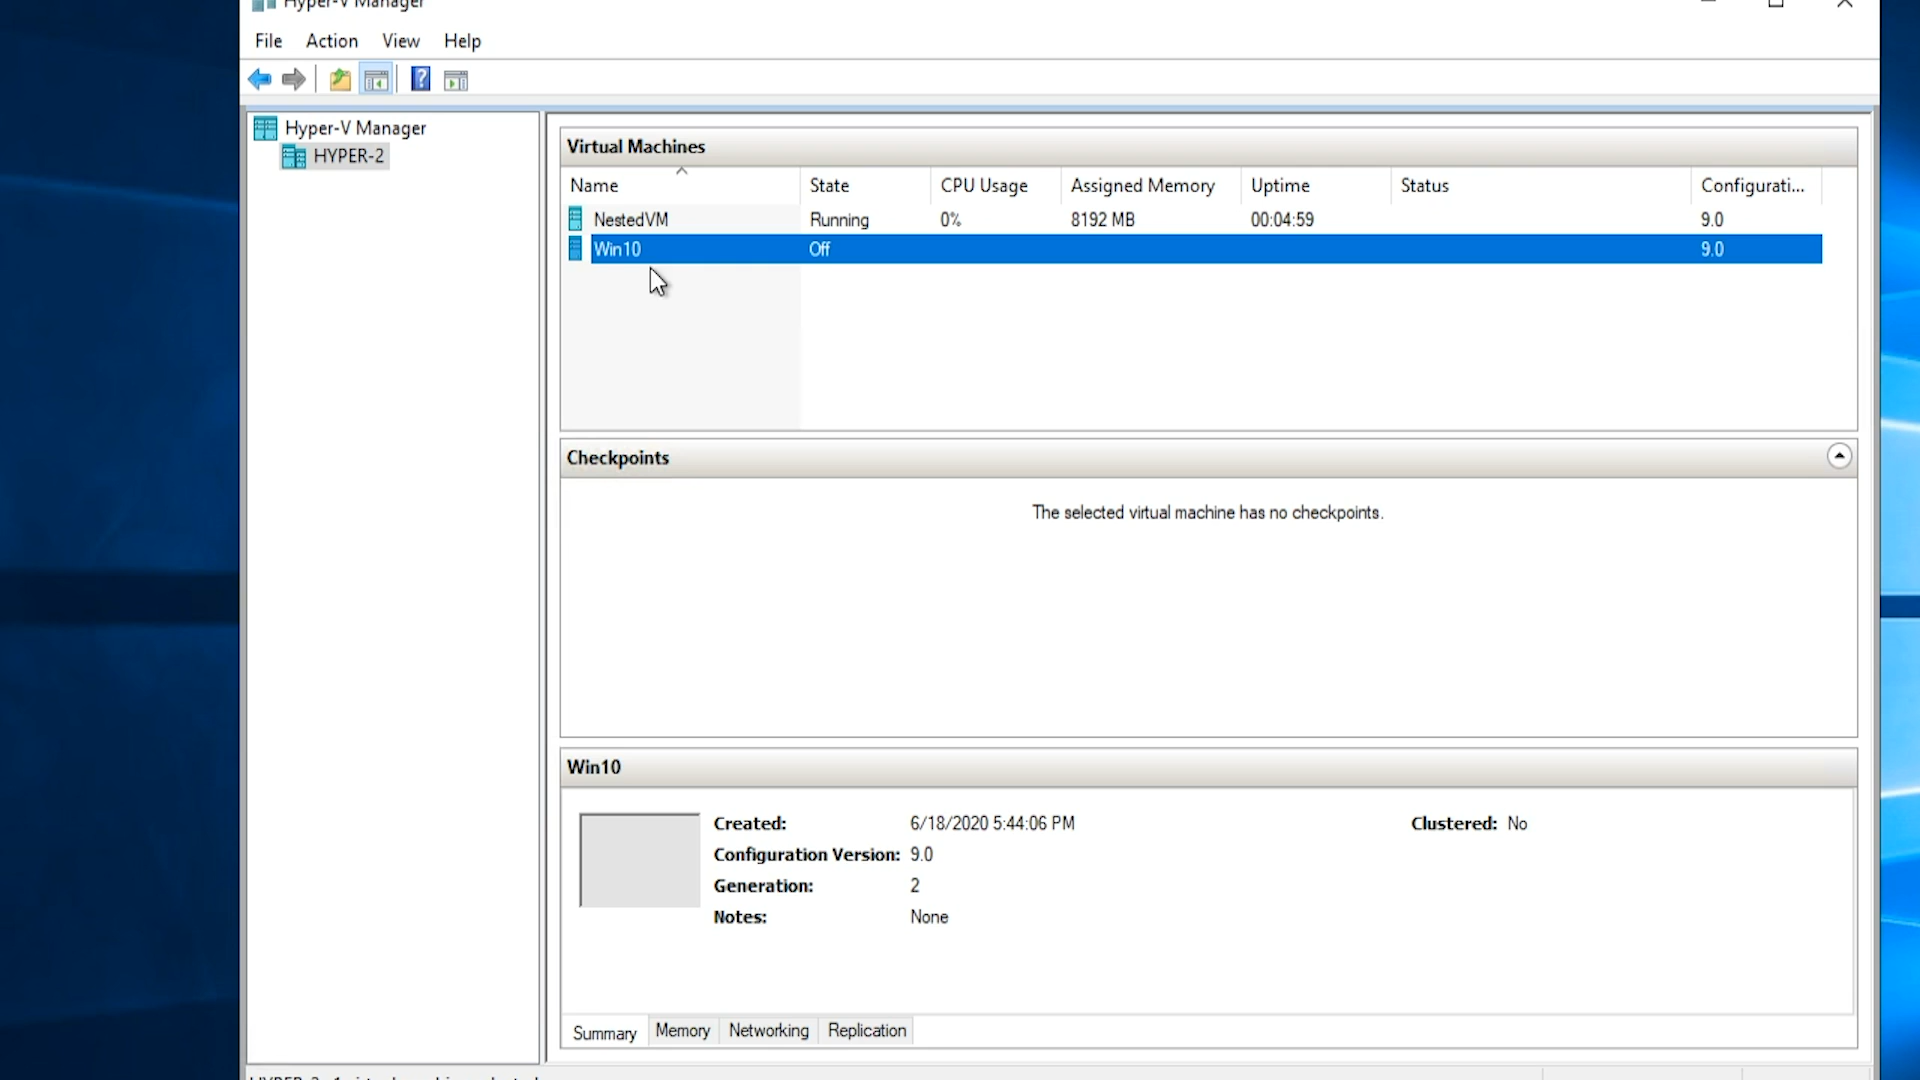 Hyper-V Manager
File Action View Help
Hyper-V Manager
HYPER-2
Virtual Machines
Name State CPU Usage Assigned Memory Uptime Status Configurati...
NestedVM Running 0% 8192 MB 00:04:59 9.0
Win10 Off 9.0
Checkpoints
The selected virtual machine has no checkpoints.
Win10
Created: 6/18/2020 5:44:06 PM Clustered: No
Configuration Version: 9.0
Generation: 2
Notes: None
Summary Memory Networking Replication